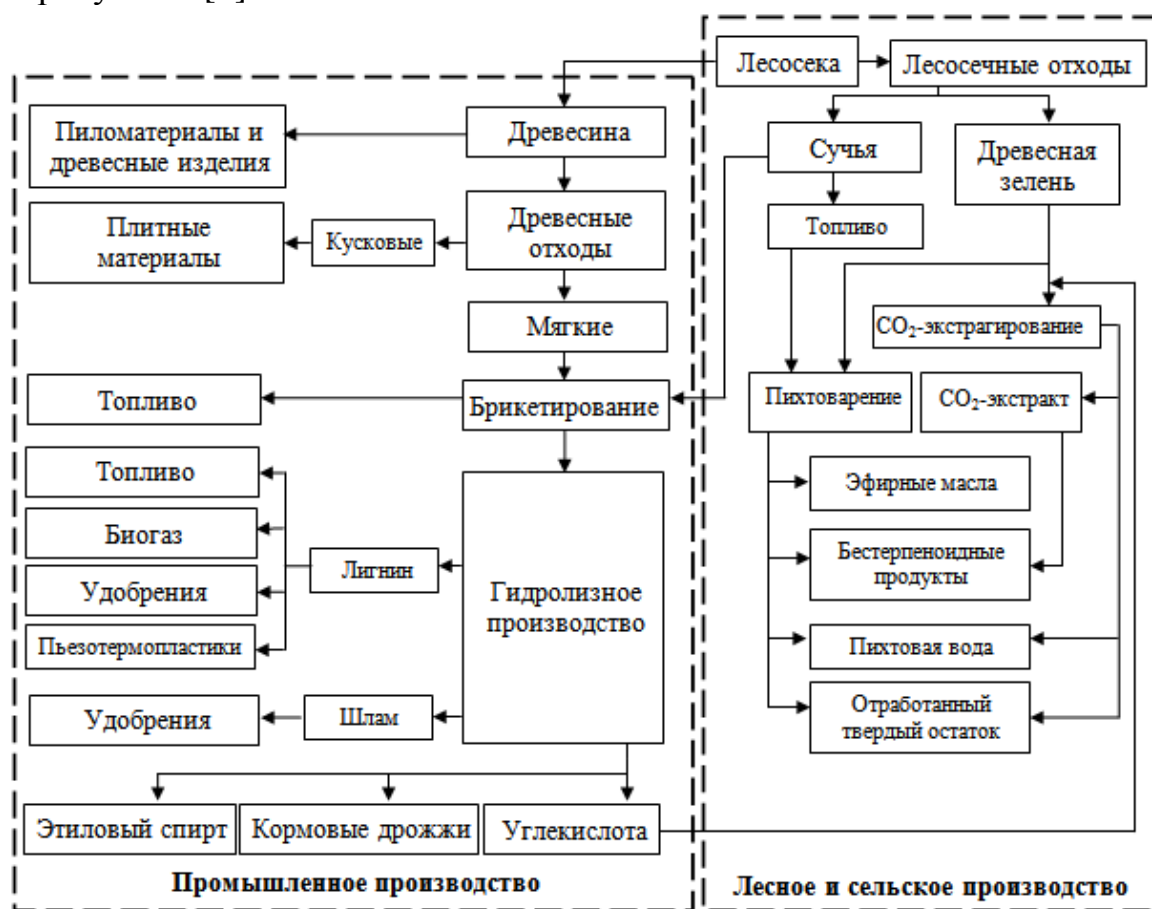 Лесосека
Лесосечные отходы
Пиломатериалы и
древесные изделия
Древесина
Сучья
Древесная
зелень
Плитные
материалы
Кусковые
Древесные
отходы
Топливо
Мягкие
CO₂-экстрагирование
Топливо
Брикетирование
Пихтоварение
CO₂-экстракт
Топливо
Биогаз
Удобрения
Пьезотермопластики
Лигнин
Гидролизное
производство
Эфирные масла
Бестерпеноидные
продукты
Пихтовая вода
Отработанный
твердый остаток
Удобрения
Шлам
Этиловый спирт
Кормовые дрожжи
Углекислота
Промышленное производство
Лесное и сельское производство